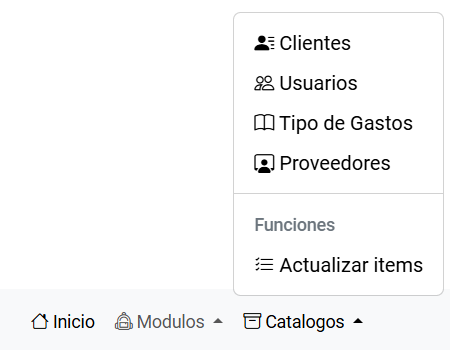 Clientes
Usuarios
Tipo de Gastos
Proveedores
Funciones
Actualizar items
Inicio Modulos Catalogos